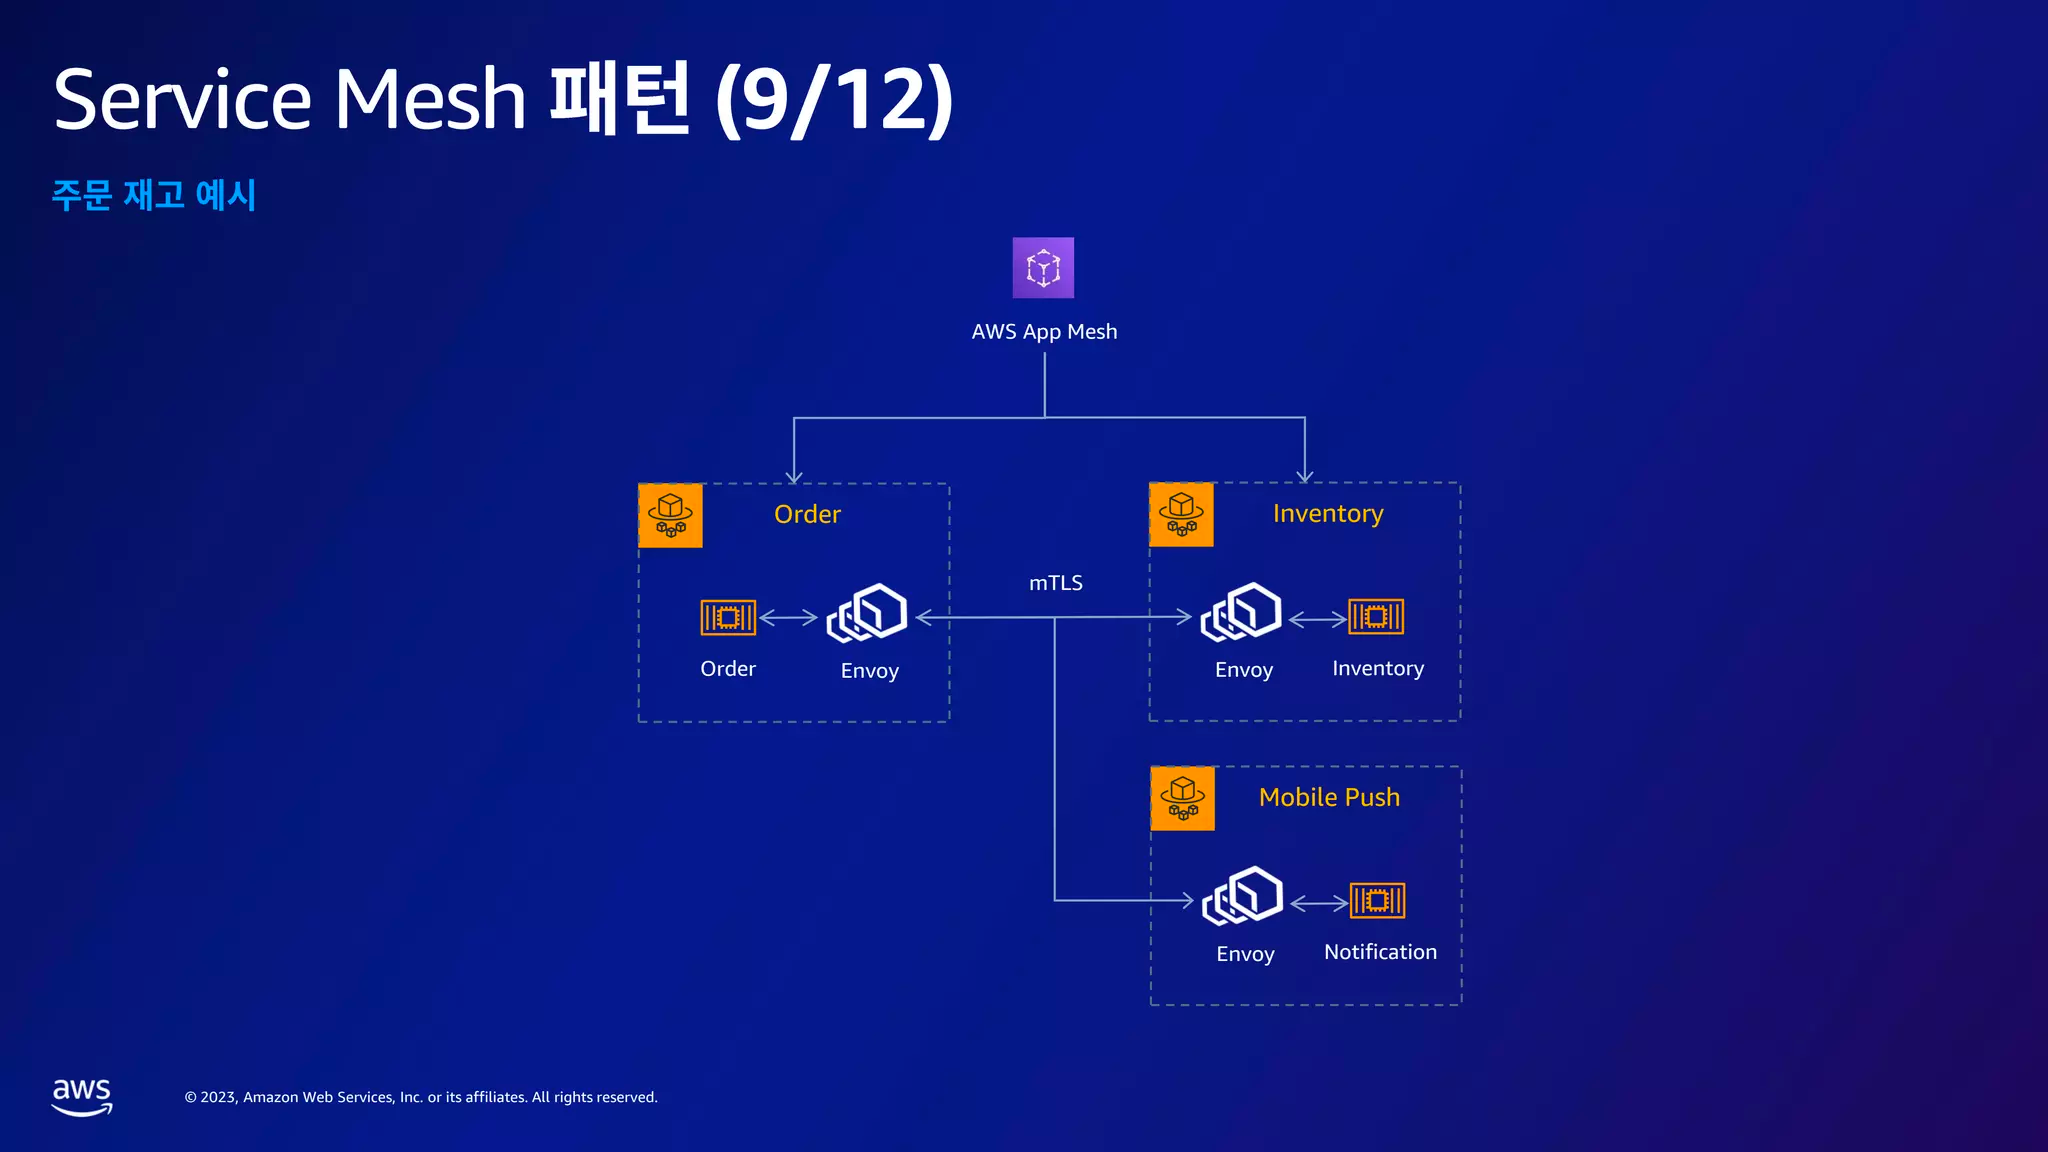 Service Mesh 패턴 (9/12)
주문 재고 예시
AWS App Mesh
Order
Inventory
mTLS
Order
Envoy
Envoy
Inventory
Mobile Push
Envoy
Notification
aws
© 2023, Amazon Web Services, Inc. or its affiliates. All rights reserved.